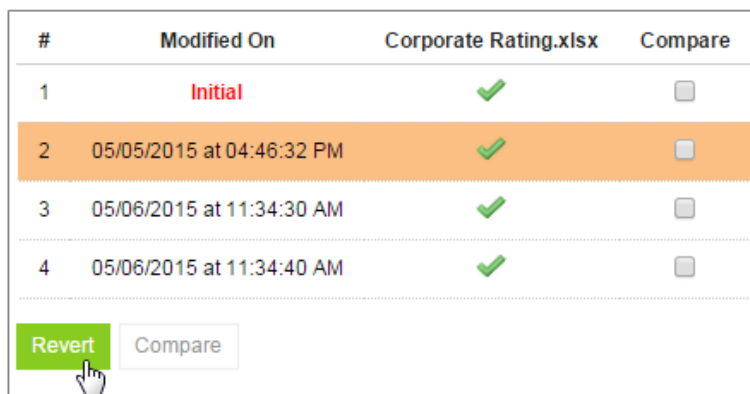 # Modified On Corporate Rating.xlsx Compare
1 Initial
2 05/05/2015 at 04:46:32 PM
3 05/06/2015 at 11:34:30 AM
4 05/06/2015 at 11:34:40 AM
Revert Compare